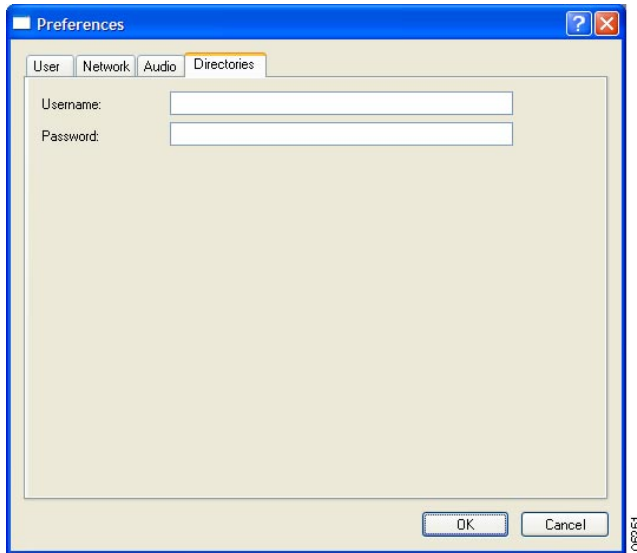 Preferences
User Network Audio Directories
Username:
Password:
OK Cancel